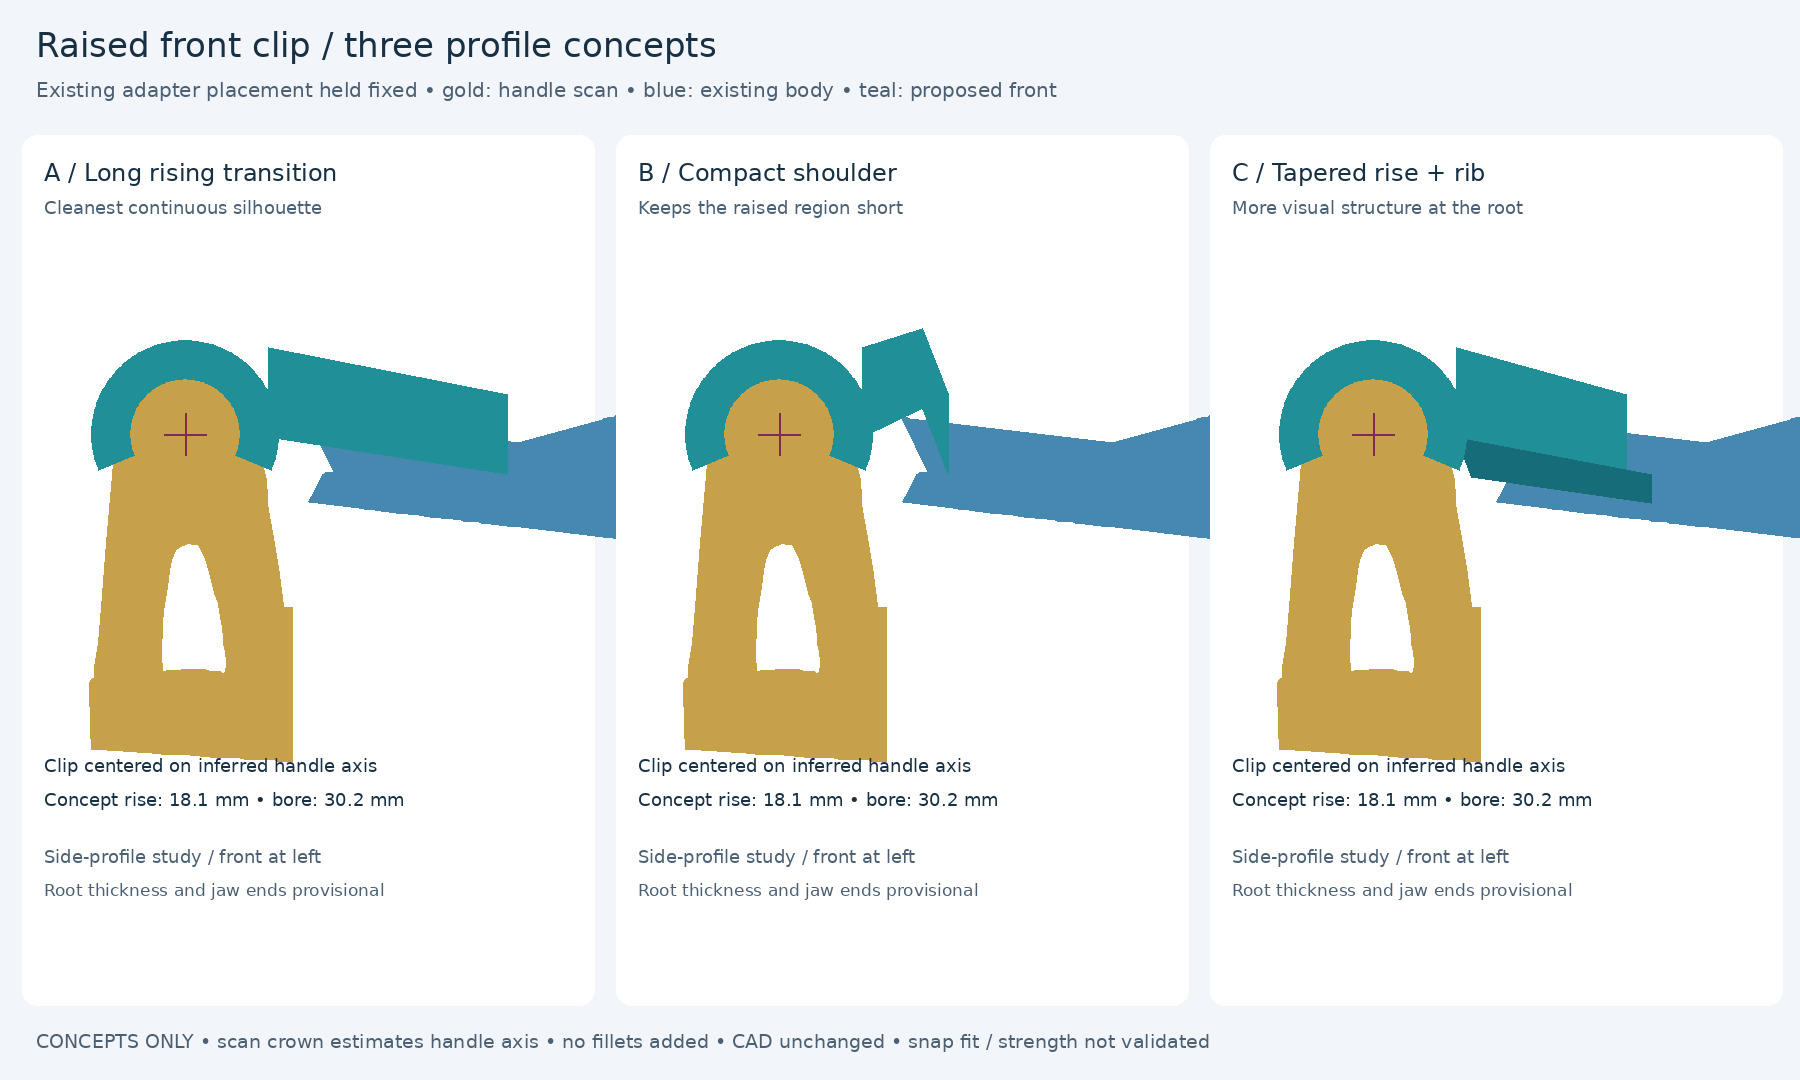 Raised front clip / three profile concepts
Existing adapter placement held fixed • gold: handle scan • blue: existing body • teal: proposed front
A / Long rising transition
Cleanest continuous silhouette
Clip centered on inferred handle axis
Concept rise: 18.1 mm • bore: 30.2 mm
Side-profile study / front at left
Root thickness and jaw ends provisional
B / Compact shoulder
Keeps the raised region short
Clip centered on inferred handle axis
Concept rise: 18.1 mm • bore: 30.2 mm
Side-profile study / front at left
Root thickness and jaw ends provisional
C / Tapered rise + rib
More visual structure at the root
Clip centered on inferred handle axis
Concept rise: 18.1 mm • bore: 30.2 mm
Side-profile study / front at left
Root thickness and jaw ends provisional
CONCEPTS ONLY • scan crown estimates handle axis • no fillets added • CAD unchanged • snap fit / strength not validated